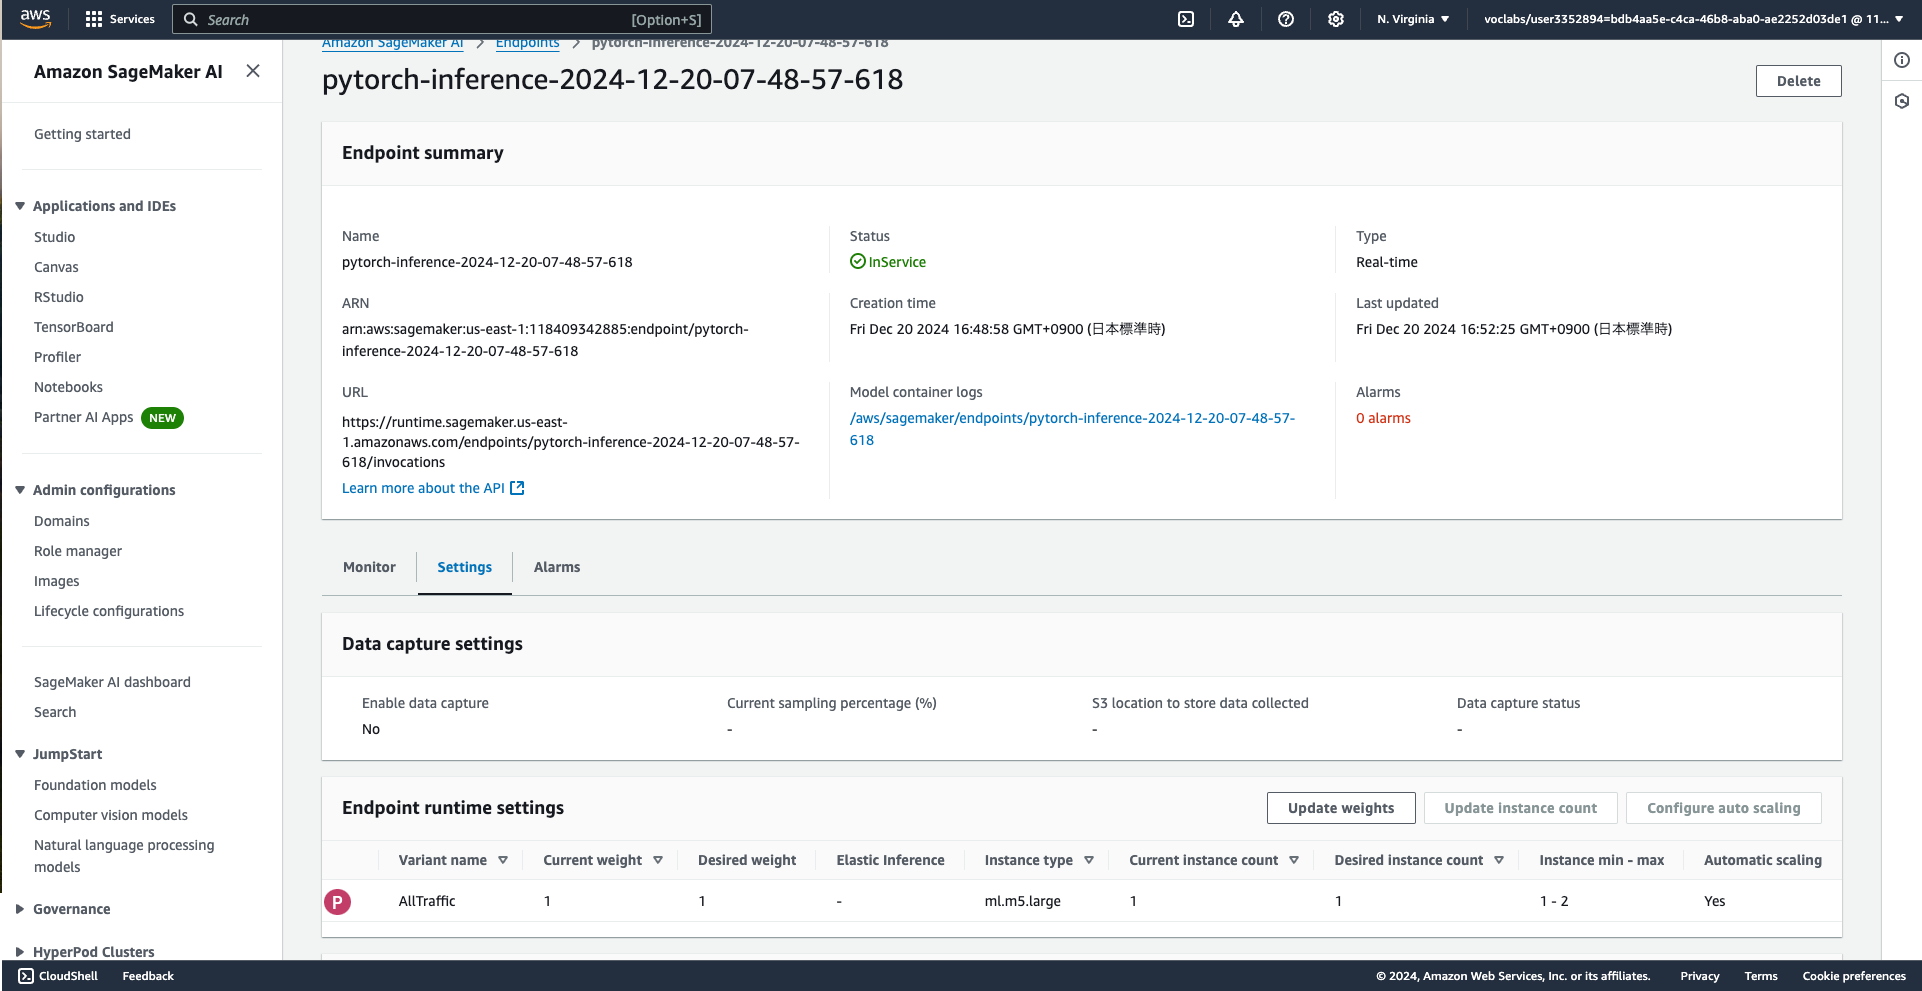 aws
Services
Search
[Option+S]
N. Virginia
voclabs/user3352894=bdb4aa5e-c4ca-46b8-aba0-ae2252d03de1 @ 11...
Amazon SageMaker AI
Getting started
Applications and IDEs
Studio
Canvas
RStudio
TensorBoard
Profiler
Notebooks
Partner AI Apps NEW
Admin configurations
Domains
Role manager
Images
Lifecycle configurations
SageMaker AI dashboard
Search
JumpStart
Foundation models
Computer vision models
Natural language processing
models
Governance
HyperPod Clusters
Amazon SageMaker AI
Endpoints
pytorch-inference-2024-12-20-07-48-57-618
pytorch-inference-2024-12-20-07-48-57-618
Delete
Endpoint summary
Name
pytorch-inference-2024-12-20-07-48-57-618
Status
InService
Type
Real-time
ARN
arn:aws:sagemaker:us-east-1:118409342885:endpoint/pytorch-
inference-2024-12-20-07-48-57-618
Creation time
Fri Dec 20 2024 16:48:58 GMT+0900 (日本標準時)
Last updated
Fri Dec 20 2024 16:52:25 GMT+0900 (日本標準時)
URL
https://runtime.sagemaker.us-east-
1.amazonaws.com/endpoints/pytorch-inference-2024-12-20-07-48-57-
618/invocations
Learn more about the API
Model container logs
/aws/sagemaker/endpoints/pytorch-inference-2024-12-20-07-48-57-
618
Alarms
0 alarms
Monitor
Settings
Alarms
Data capture settings
Enable data capture
No
Current sampling percentage (%)
-
S3 location to store data collected
-
Data capture status
-
Endpoint runtime settings
Update weights
Update instance count
Configure auto scaling
Variant name Current weight Desired weight Elastic Inference Instance type Current instance count Desired instance count Instance min - max Automatic scaling
P AllTraffic 1 1 - ml.m5.large 1 1 1 - 2 Yes
CloudShell
Feedback
© 2024, Amazon Web Services, Inc. or its affiliates.
Privacy
Terms
Cookie preferences